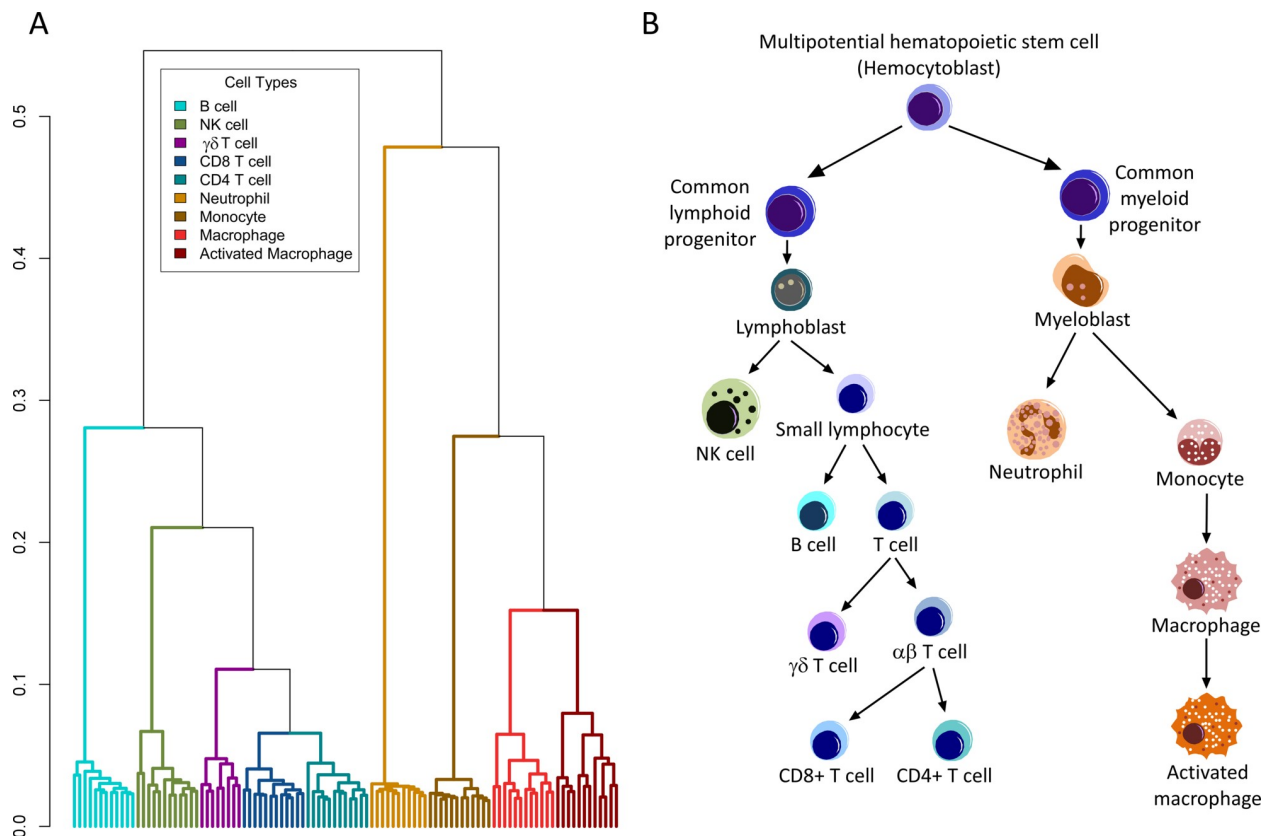 A
0.5
0.4
0.3
0.2
0.1
0.0
Cell Types
B cell
NK cell
γδ T cell
CD8 T cell
CD4 T cell
Neutrophil
Monocyte
Macrophage
Activated Macrophage
B
Multipotential hematopoietic stem cell
(Hemocytoblast)
Common
lymphoid
progenitor
Common
myeloid
progenitor
Lymphoblast
Myeloblast
NK cell
Small lymphocyte
Neutrophil
Monocyte
B cell
T cell
γδ T cell
αβ T cell
Macrophage
CD8+ T cell
CD4+ T cell
Activated
macrophage